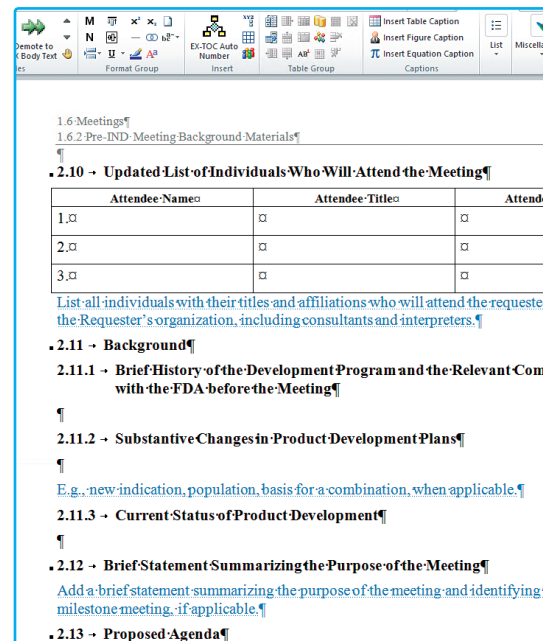 Demote to
Body Text
M
N
Format Group
EX-TOC Auto
Number
Insert
XYZ
AB¹
Table Group
Insert Table Caption
Insert Figure Caption
π Insert Equation Caption
Captions
List
1.6·Meetings¶
1.6.2·Pre-IND·Meeting·Background·Materials¶
¶
2.10 → Updated·List·of·Individuals·Who·Will·Attend·the·Meeting¶
Attendee·Name¤ Attendee·Title¤
1.¤ ¤ ¤
2.¤ ¤ ¤
3.¤ ¤ ¤
List·all·individuals·with·their·titles·and·affiliations·who·will·attend·the·requeste
the·Requester's·organization,·including·consultants·and·interpreters.¶
2.11 → Background¶
2.11.1 → Brief·History·of·the·Development·Program·and·the·Relevant·Com
with·the·FDA·before·the·Meeting¶
¶
2.11.2 → Substantive·Changes·in·Product·Development·Plans¶
¶
E.g.,·new·indication,·population,·basis·for·a·combination,·when·applicable.¶
2.11.3 → Current·Status·of·Product·Development¶
¶
2.12 → Brief·Statement·Summarizing·the·Purpose·of·the·Meeting¶
Add·a·brief·statement·summarizing·the·purpose·of·the·meeting·and·identifying·
milestone·meeting,·if·applicable.¶
2.13 → Proposed·Agenda¶